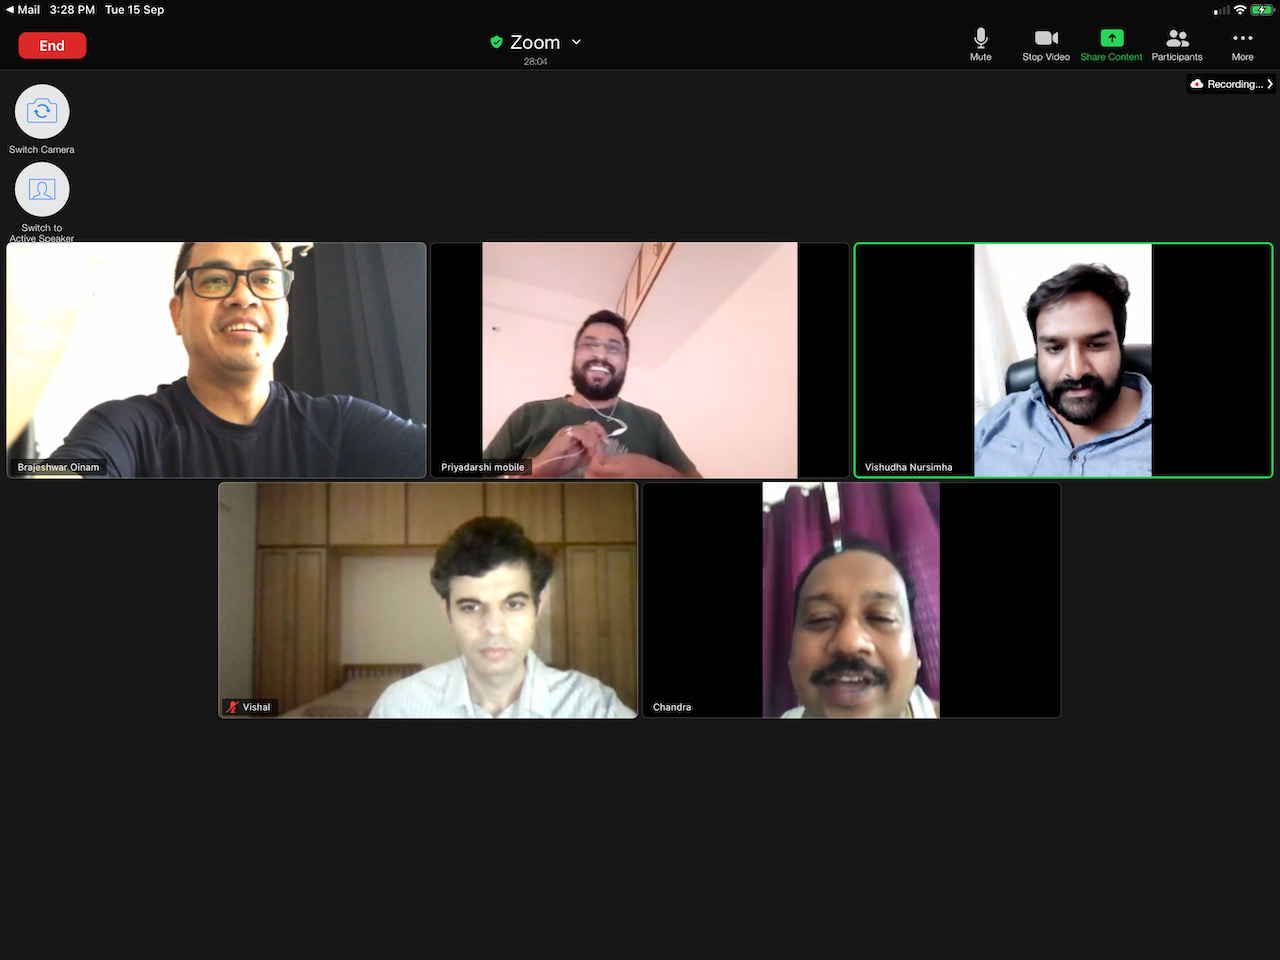 ◀ Mail 3:28 PM Tue 15 Sep
End
Zoom
28:04
Mute
Stop Video
Share Content
Participants
More
Recording...
Switch Camera
Switch to
Active Speaker
Brajeshwar Oinam
Priyadarshi mobile
Vishudha Nursimha
Vishal
Chandra